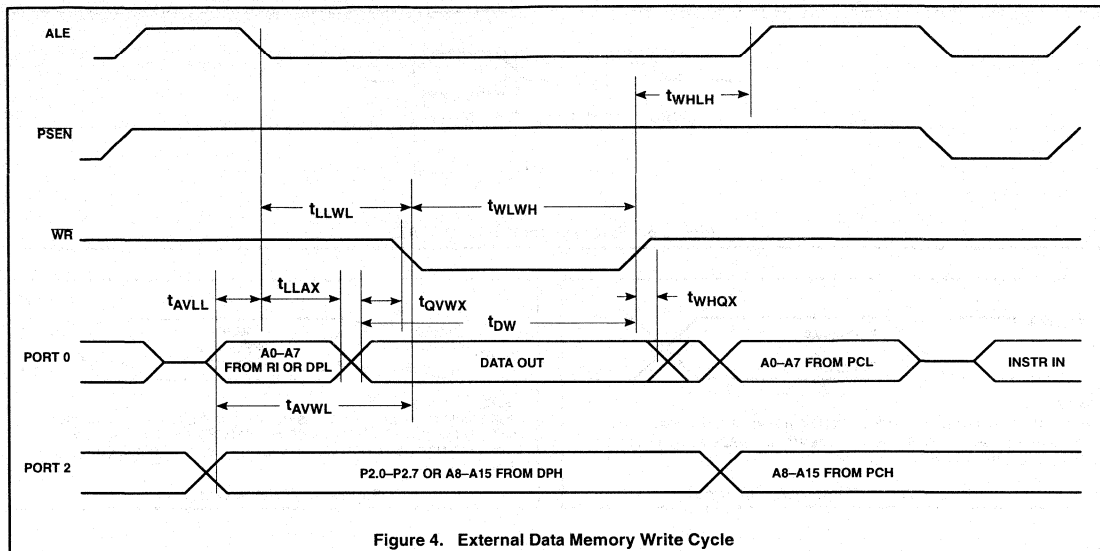 ALE
tWHLH
PSEN
tLLWL
tWLWH
WR
tLLAX
tAVLL
tQVWX
tWHQX
tDW
PORT 0
A0–A7
FROM RI OR DPL
DATA OUT
A0–A7 FROM PCL
INSTR IN
tAVWL
PORT 2
P2.0–P2.7 OR A8–A15 FROM DPH
A8–A15 FROM PCH
Figure 4. External Data Memory Write Cycle